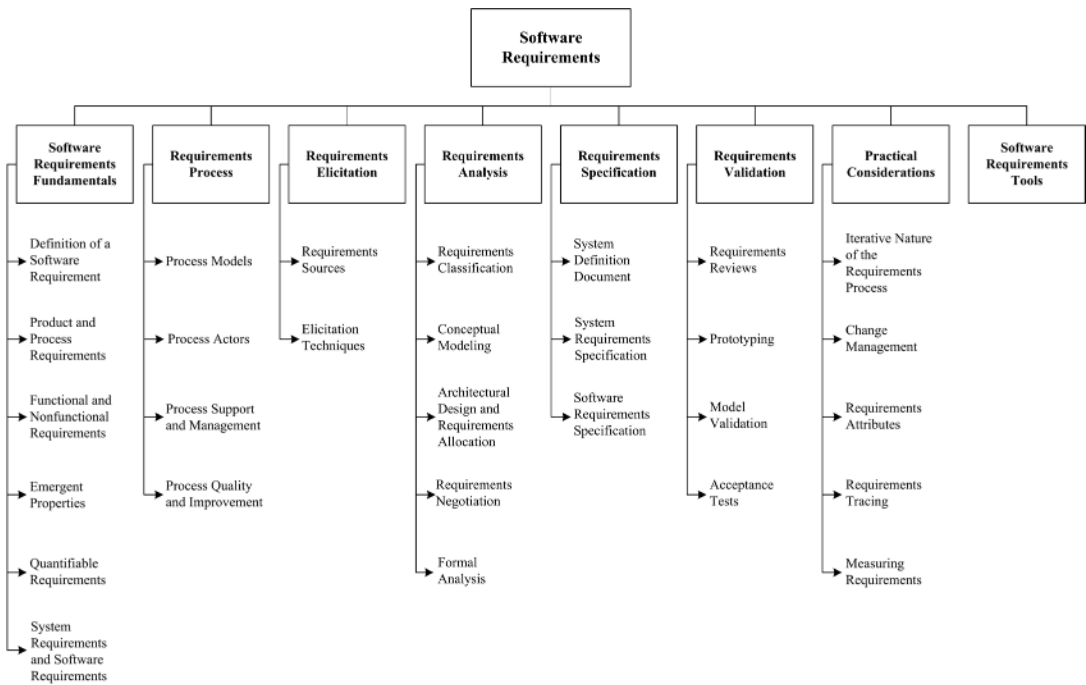 Software
Requirements
Software
Requirements
Fundamentals
Requirements
Process
Requirements
Elicitation
Requirements
Analysis
Requirements
Specification
Requirements
Validation
Practical
Considerations
Software
Requirements
Tools
Definition of a
Software
Requirement
Product and
Process
Requirements
Functional and
Nonfunctional
Requirements
Emergent
Properties
Quantifiable
Requirements
System
Requirements
and Software
Requirements
Process Models
Process Actors
Process Support
and Management
Process Quality
and Improvement
Requirements
Sources
Elicitation
Techniques
Requirements
Classification
Conceptual
Modeling
Architectural
Design and
Requirements
Allocation
Requirements
Negotiation
Formal
Analysis
System
Definition
Document
System
Requirements
Specification
Software
Requirements
Specification
Requirements
Reviews
Prototyping
Model
Validation
Acceptance
Tests
Iterative Nature
of the
Requirements
Process
Change
Management
Requirements
Attributes
Requirements
Tracing
Measuring
Requirements